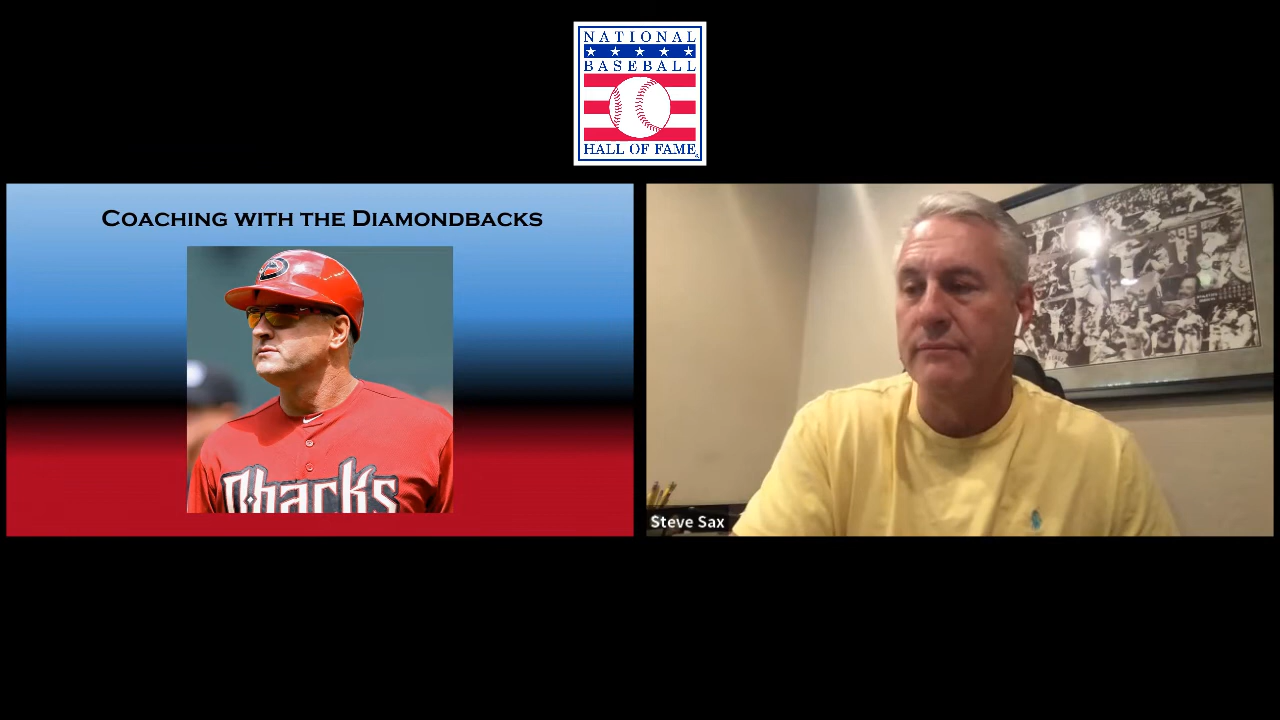 NATIONAL
BASEBALL
HALL OF FAME
COACHING WITH THE DIAMONDBACKS
Dbacks
Steve Sax